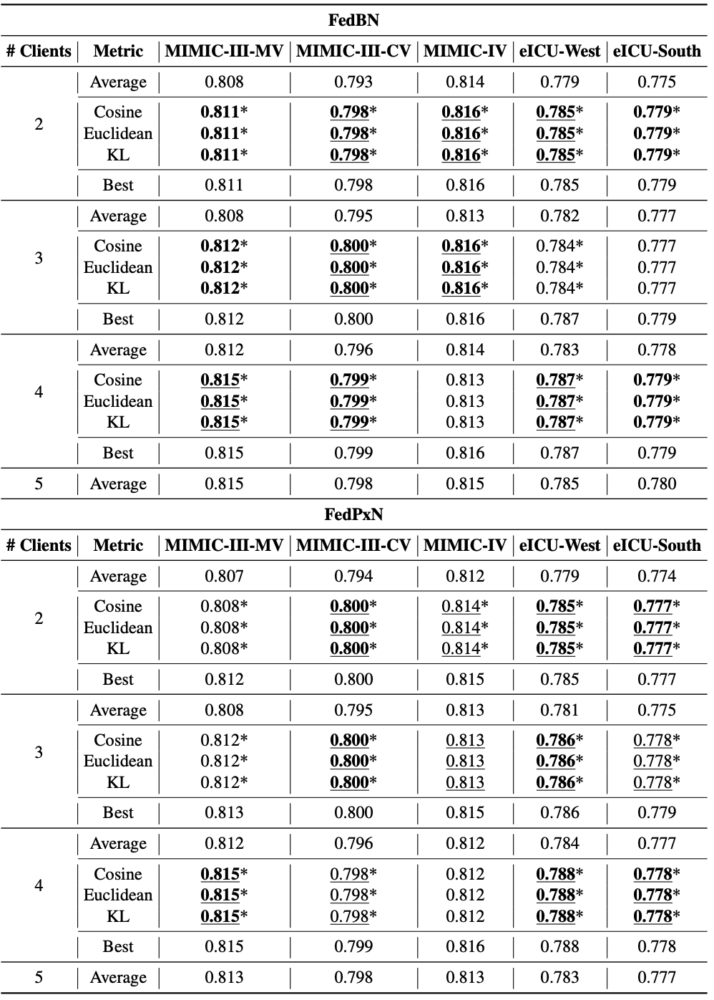 FedBN
# Clients Metric MIMIC-III-MV MIMIC-III-CV MIMIC-IV eICU-West eICU-South
Average 0.808 0.793 0.814 0.779 0.775
2
Cosine 0.811* 0.798* 0.816* 0.785* 0.779*
Euclidean 0.811* 0.798* 0.816* 0.785* 0.779*
KL 0.811* 0.798* 0.816* 0.785* 0.779*
Best 0.811 0.798 0.816 0.785 0.779
Average 0.808 0.795 0.813 0.782 0.777
3
Cosine 0.812* 0.800* 0.816* 0.784* 0.777
Euclidean 0.812* 0.800* 0.816* 0.784* 0.777
KL 0.812* 0.800* 0.816* 0.784* 0.777
Best 0.812 0.800 0.816 0.787 0.779
Average 0.812 0.796 0.814 0.783 0.778
4
Cosine 0.815* 0.799* 0.813 0.787* 0.779*
Euclidean 0.815* 0.799* 0.813 0.787* 0.779*
KL 0.815* 0.799* 0.813 0.787* 0.779*
Best 0.815 0.799 0.816 0.787 0.779
5 Average 0.815 0.798 0.815 0.785 0.780
FedPxN
# Clients Metric MIMIC-III-MV MIMIC-III-CV MIMIC-IV eICU-West eICU-South
Average 0.807 0.794 0.812 0.779 0.774
2
Cosine 0.808* 0.800* 0.814* 0.785* 0.777*
Euclidean 0.808* 0.800* 0.814* 0.785* 0.777*
KL 0.808* 0.800* 0.814* 0.785* 0.777*
Best 0.812 0.800 0.815 0.785 0.777
Average 0.808 0.795 0.813 0.781 0.775
3
Cosine 0.812* 0.800* 0.813 0.786* 0.778*
Euclidean 0.812* 0.800* 0.813 0.786* 0.778*
KL 0.812* 0.800* 0.813 0.786* 0.778*
Best 0.813 0.800 0.815 0.786 0.779
Average 0.812 0.796 0.812 0.784 0.777
4
Cosine 0.815* 0.798* 0.812 0.788* 0.778*
Euclidean 0.815* 0.798* 0.812 0.788* 0.778*
KL 0.815* 0.798* 0.812 0.788* 0.778*
Best 0.815 0.799 0.816 0.788 0.778
5 Average 0.813 0.798 0.813 0.783 0.777